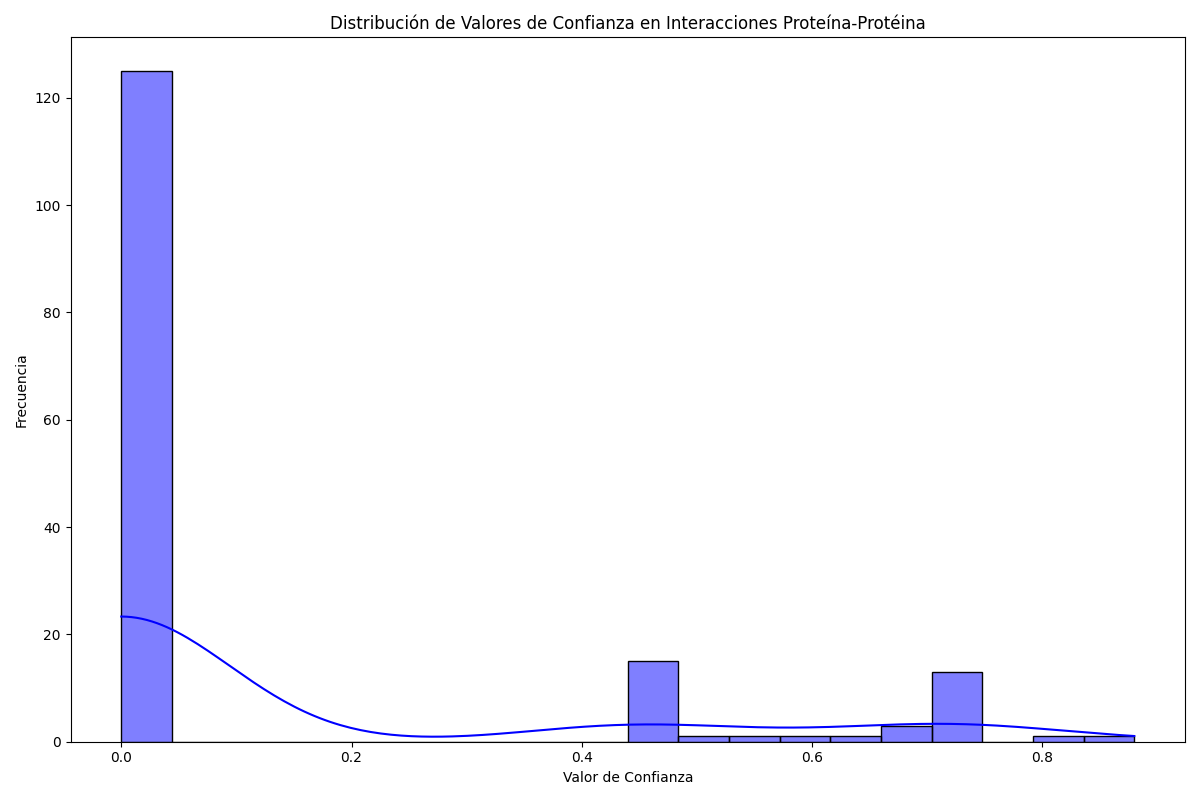 Distribución de Valores de Confianza en Interacciones Proteína-Protéina
120
100
80
60
40
20
0
0.0 0.2 0.4 0.6 0.8
Frecuencia
Valor de Confianza